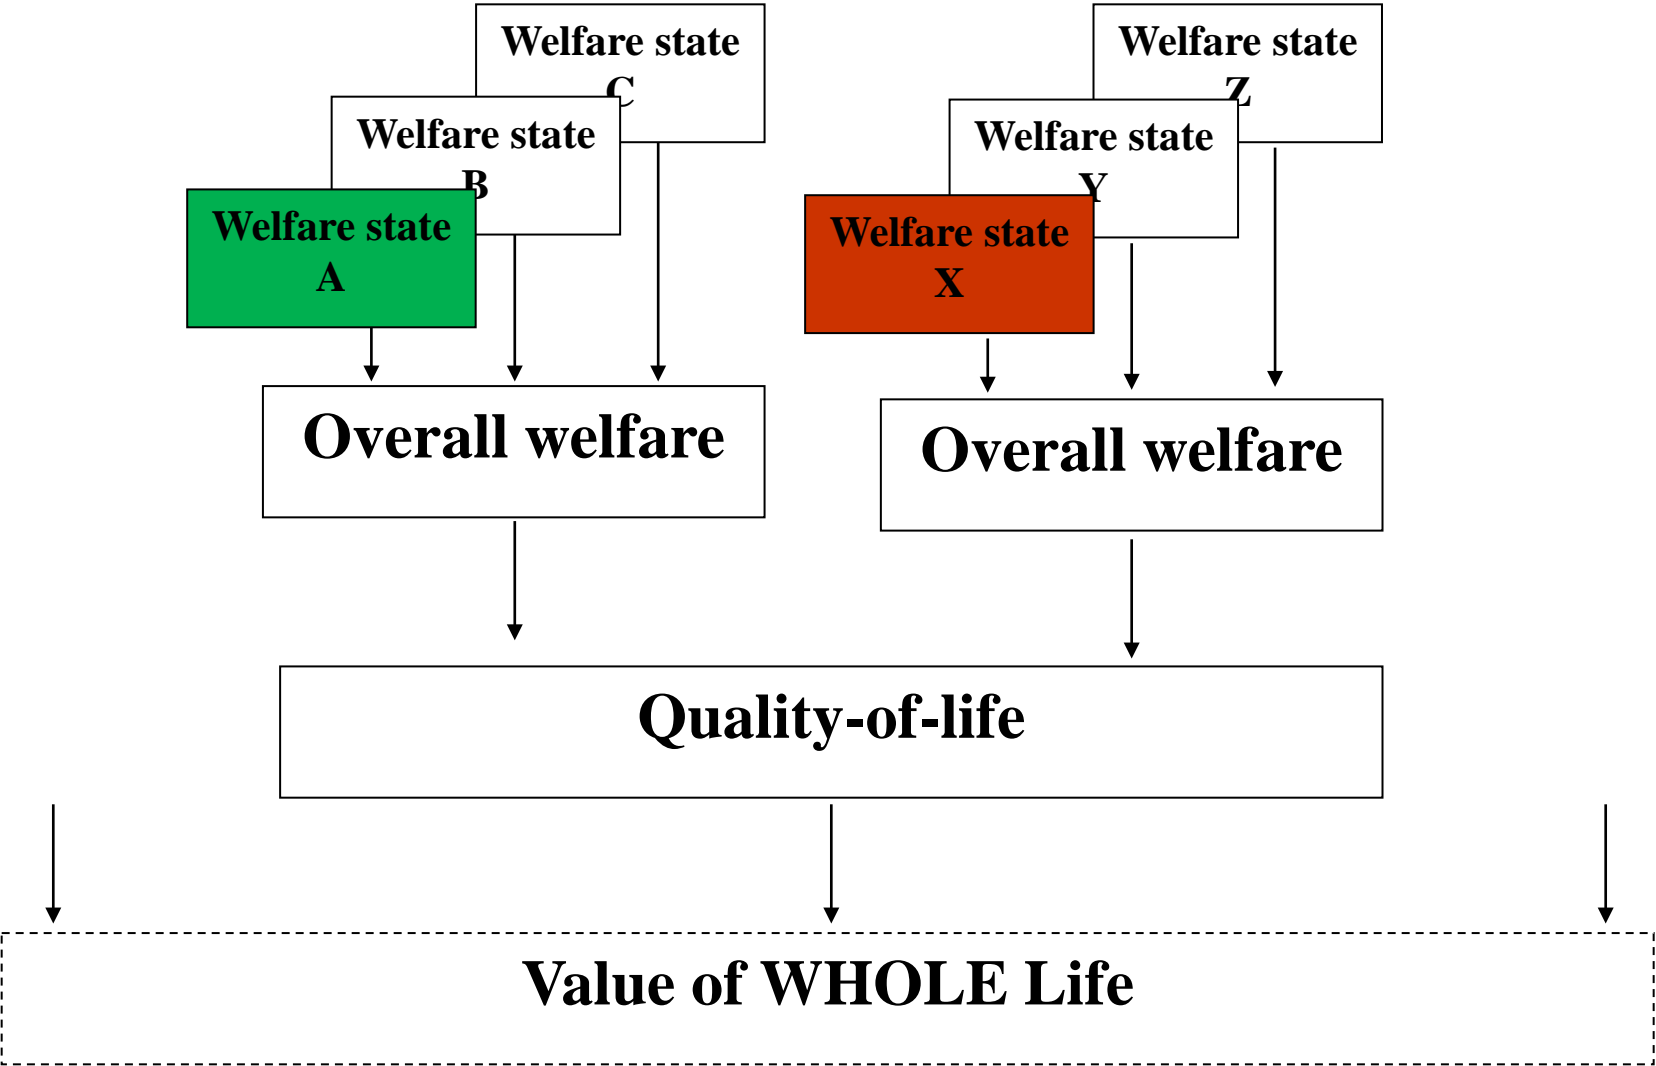 Welfare state
C
Welfare state
B
Welfare state
A
Welfare state
Z
Welfare state
Y
Welfare state
X
Overall welfare
Overall welfare
Quality-of-life
Value of WHOLE Life